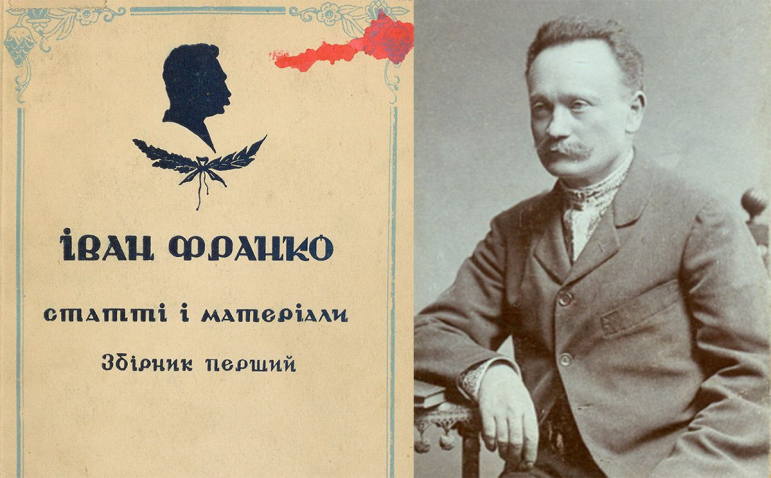 ІВАН ФРАНКО
статті і матеріали
Збірник перший